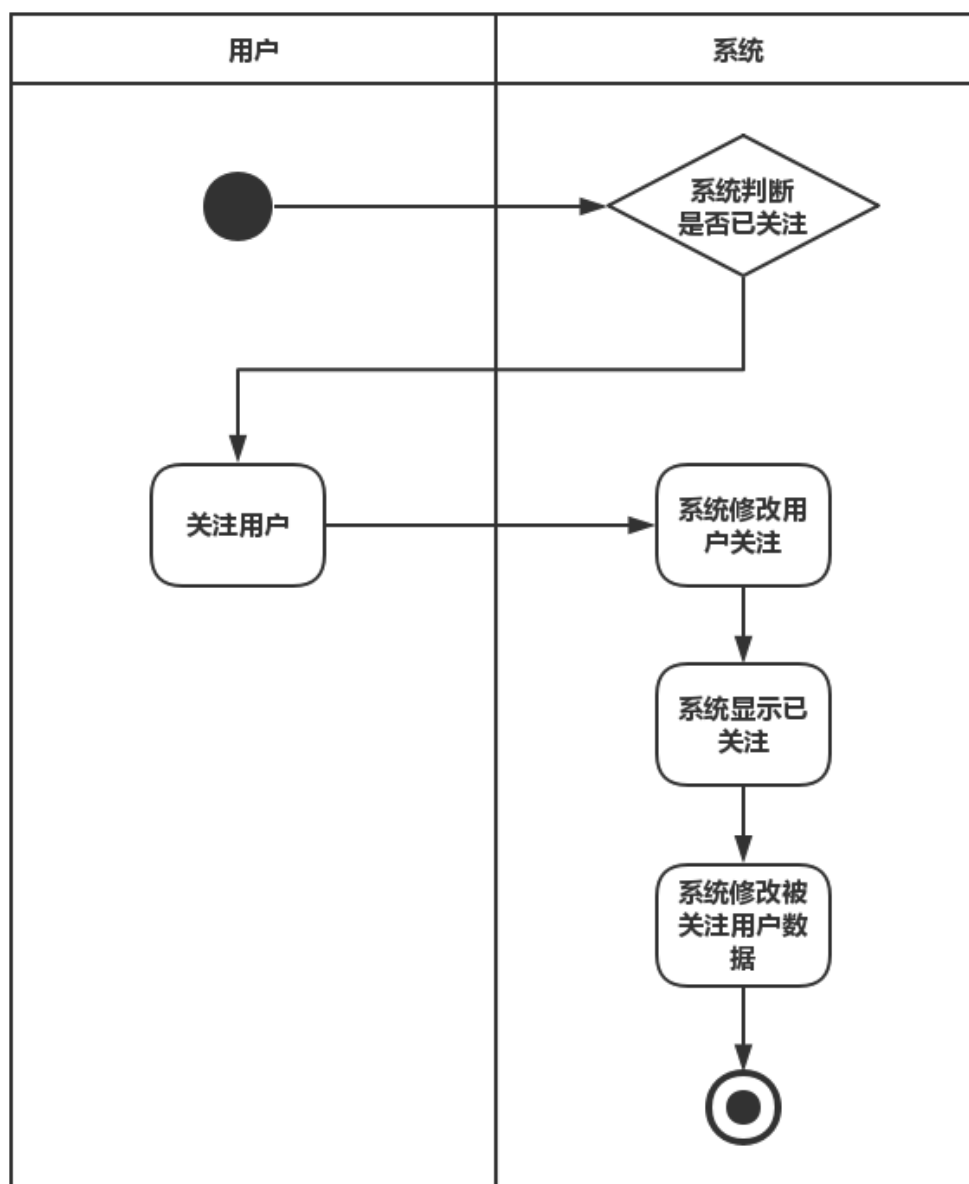 用户
系统
系统判断
是否已关注
关注用户
系统修改用
户关注
系统显示已
关注
系统修改被
关注用户数
据